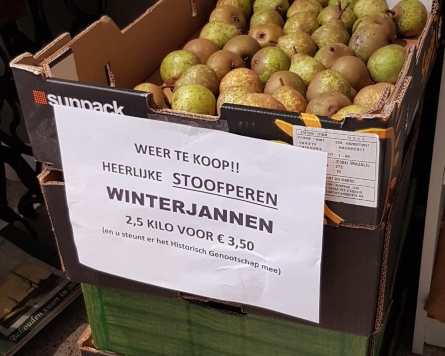 sunpack
WEER TE KOOP!!
HEERLIJKE STOOFPEREN
WINTERJANNEN
2,5 KILO VOOR € 3,50
(en u steunt er het Historisch Genootschap mee)